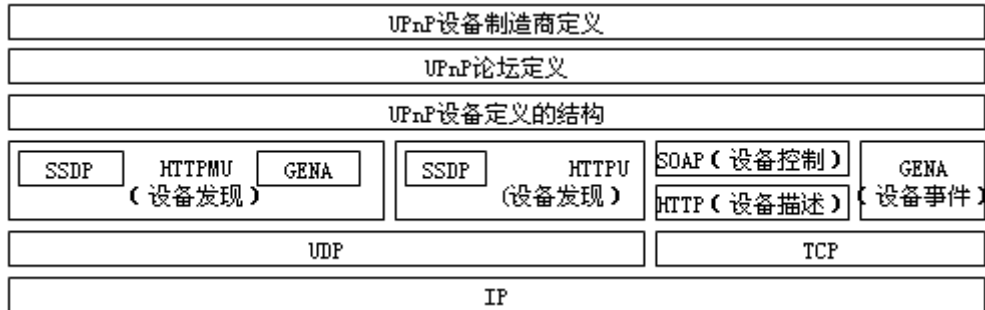 UPnP设备制造商定义
UPnP论坛定义
UPnP设备定义的结构
SSDP HTTPMU GENA
(设备发现)
SSDP HTTPU
(设备发现)
SOAP(设备控制)
HTTP(设备描述)
GENA
(设备事件)
UDP TCP
IP